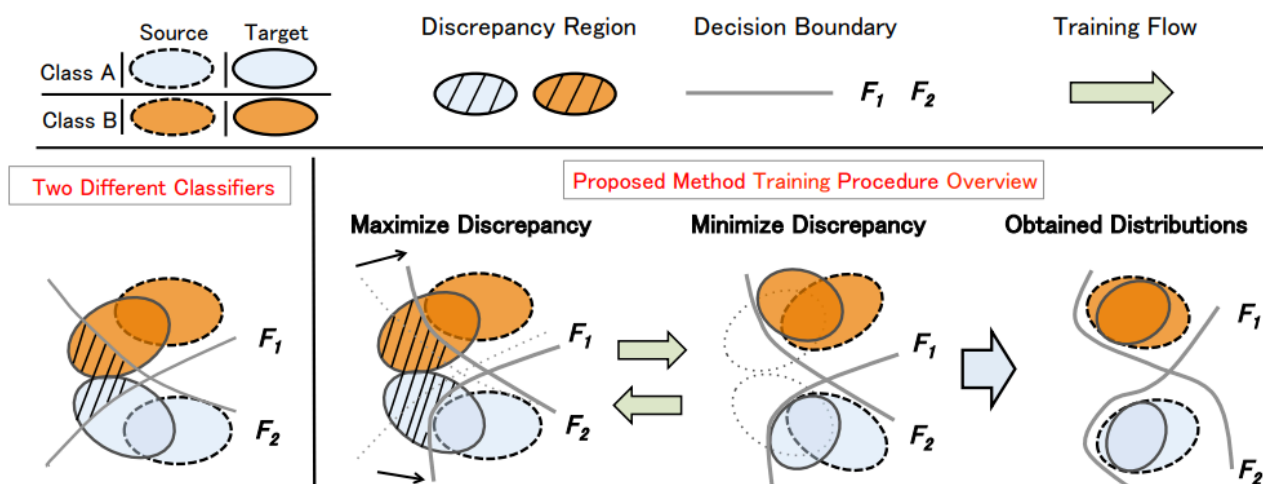 Source Target Discrepancy Region Decision Boundary Training Flow
Class A
F1 F2
Class B
Two Different Classifiers
Proposed Method Training Procedure Overview
Maximize Discrepancy Minimize Discrepancy Obtained Distributions
F1
F2
F1
F2
F1
F2
F1
F2